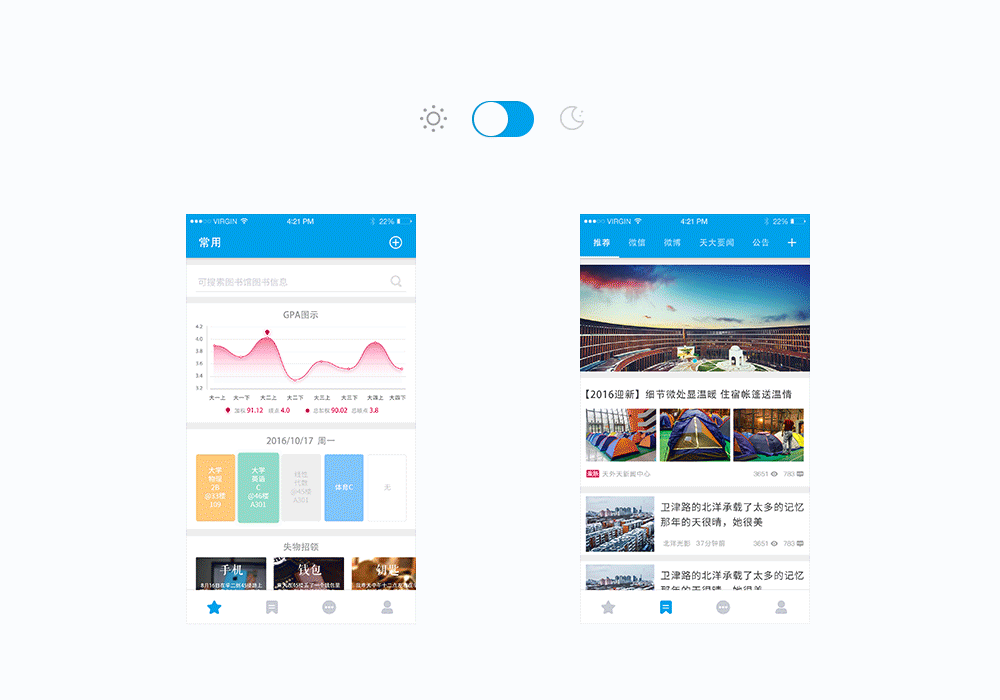 VIRGIN 4:21 PM 22%
常用
可搜索图书馆图书信息
GPA图示
4.2
4.0
3.8
3.6
3.4
3.2
大一上 大一下 大二上 大二下 大三上 大三下 大四上 大四下
加权 91.12 绩点 4.0 总加权 90.02 总绩点 3.8
2016/10/17 周一
大学
物理
2B
@33楼
109
大学
英语
C
@46楼
A301
线性
代数
@45楼
A301
体育C
无
失物招领
手机
钱包
钥匙
VIRGIN 4:21 PM 22%
推荐 微信 微博 天大要闻 公告
【2016迎新】细节微处显温暖 住宿帐篷送温情
天外天新闻中心 3651 783
卫津路的北洋承载了太多的记忆
那年的天很晴，她很美
北洋光影 37分钟前 3651 783
卫津路的北洋承载了太多的记忆
那年的天很晴，她很美